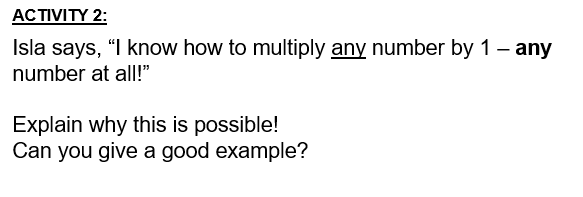 ACTIVITY 2:
Isla says, “I know how to multiply any number by 1 – any
number at all!”
Explain why this is possible!
Can you give a good example?